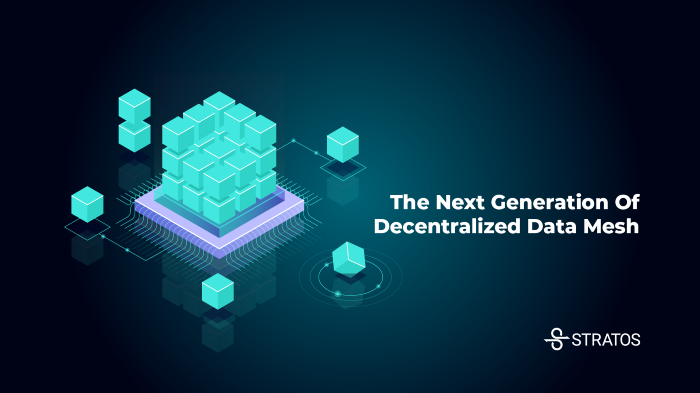 The Next Generation Of
Decentralized Data Mesh
STRATOS